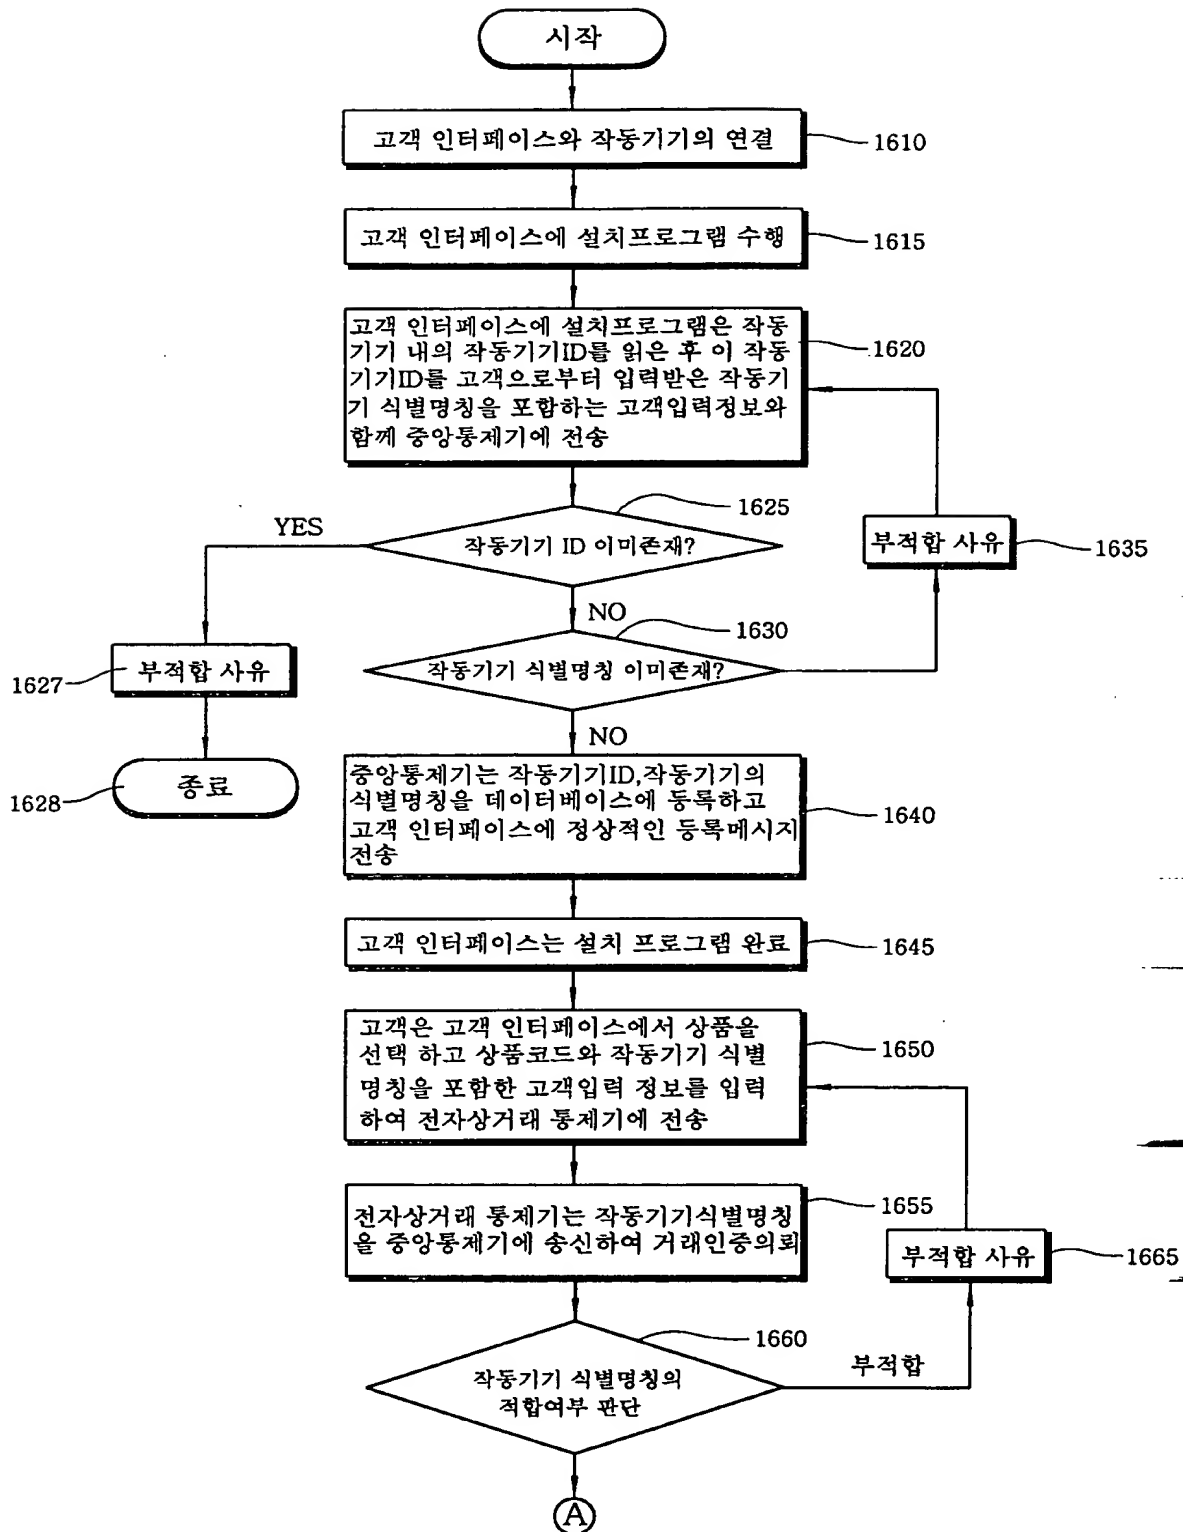 시작
고객 인터페이스와 작동기기의 연결
1610
고객 인터페이스에 설치프로그램 수행
1615
고객 인터페이스에 설치프로그램은 작동
기기 내의 작동기기ID를 읽은 후 이 작동
기기ID를 고객으로부터 입력받은 작동기
기 식별명칭을 포함하는 고객입력정보와
함께 중앙통제기에 전송
1620
1625
YES
작동기기 ID 이미존재?
부적합 사유
1635
NO
1630
작동기기 식별명칭 이미존재?
부적합 사유
1627
NO
종료
1628
중앙통제기는 작동기기ID,작동기기의
식별명칭을 데이터베이스에 등록하고
고객 인터페이스에 정상적인 등록메시지
전송
1640
고객 인터페이스는 설치 프로그램 완료
1645
고객은 고객 인터페이스에서 상품을
선택 하고 상품코드와 작동기기 식별
명칭을 포함한 고객입력 정보를 입력
하여 전자상거래 통제기에 전송
1650
전자상거래 통제기는 작동기기식별명칭
을 중앙통제기에 송신하여 거래인증의뢰
1655
부적합 사유
1665
1660
부적합
작동기기 식별명칭의
적합여부 판단
A